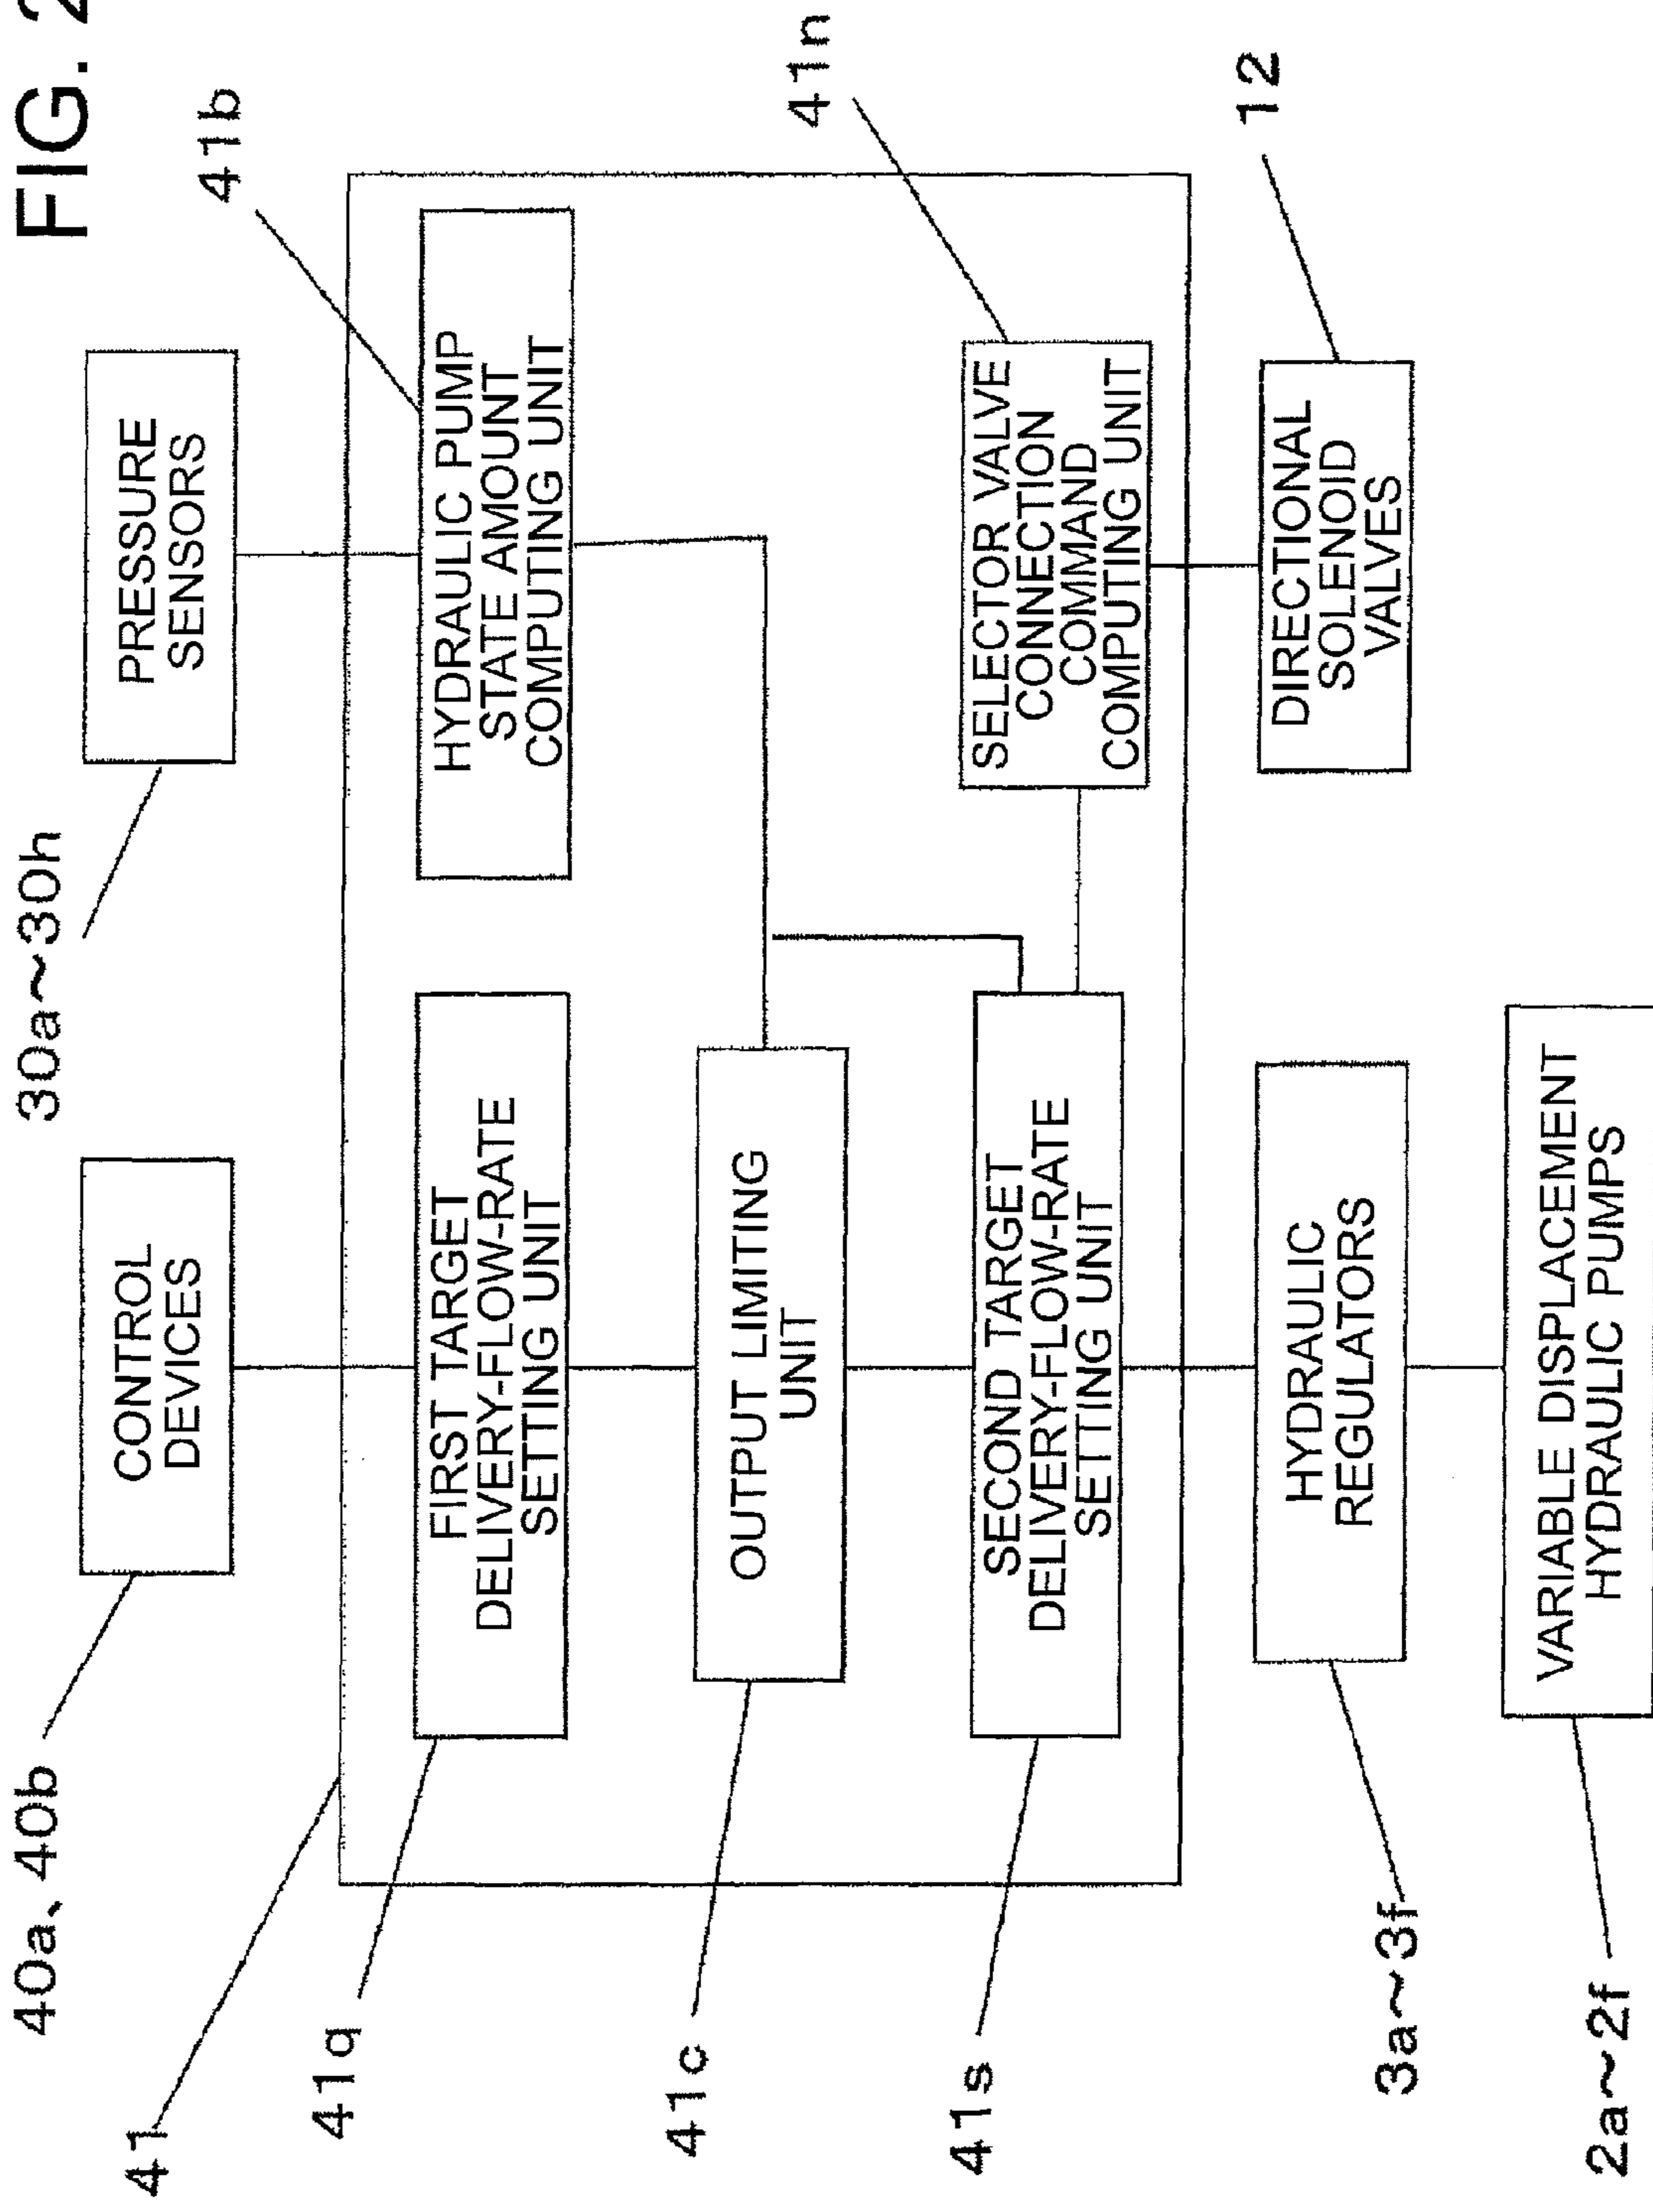 FIG. 2
40a、40b
CONTROL
DEVICES
30a~30h
PRESSURE
SENSORS
41
41b
41q
FIRST TARGET
DELIVERY-FLOW-RATE
SETTING UNIT
HYDRAULIC PUMP
STATE AMOUNT
COMPUTING UNIT
41c
OUTPUT LIMITING
UNIT
41n
41s
SECOND TARGET
DELIVERY-FLOW-RATE
SETTING UNIT
SELECTOR VALVE
CONNECTION
COMMAND
COMPUTING UNIT
12
3a~3f
HYDRAULIC
REGULATORS
DIRECTIONAL
SOLENOID
VALVES
2a~2f
VARIABLE DISPLACEMENT
HYDRAULIC PUMPS